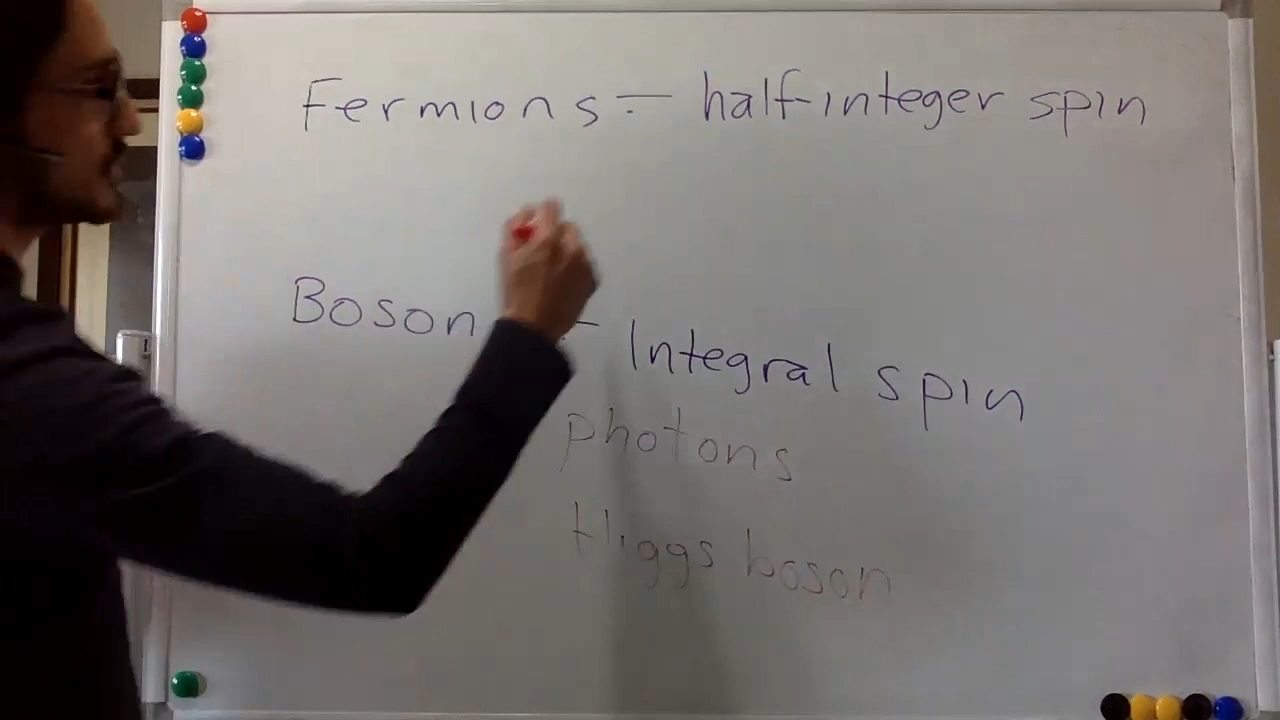 Fermions :- half-integer spin
Boson - Integral spin
photons
Higgs boson